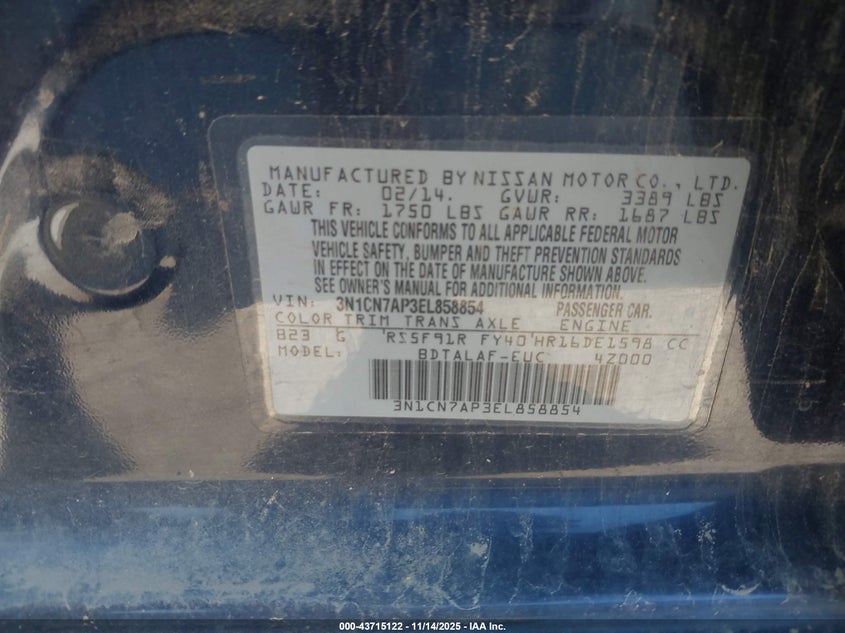 MANUFACTURED BY NISSAN MOTOR CO., LTD.
DATE: 02/14. GVWR: 3389 LBS
GAWR FR: 1750 LBS GAWR RR: 1687 LBS
THIS VEHICLE CONFORMS TO ALL APPLICABLE FEDERAL MOTOR
VEHICLE SAFETY, BUMPER AND THEFT PREVENTION STANDARDS
IN EFFECT ON THE DATE OF MANUFACTURE SHOWN ABOVE.
SEE OWNER'S MANUAL FOR ADDITIONAL INFORMATION.
VIN: 3N1CN7AP3EL858854 PASSENGER CAR.
COLOR TRIM TRANS AXLE ENGINE
B23 G RS5F91R FY40 HR16DE1598 CC
MODEL: BDTALAF-EUC 4Z000
3N1CN7AP3EL858854
000-43715122 - 11/14/2025 - IAA Inc.